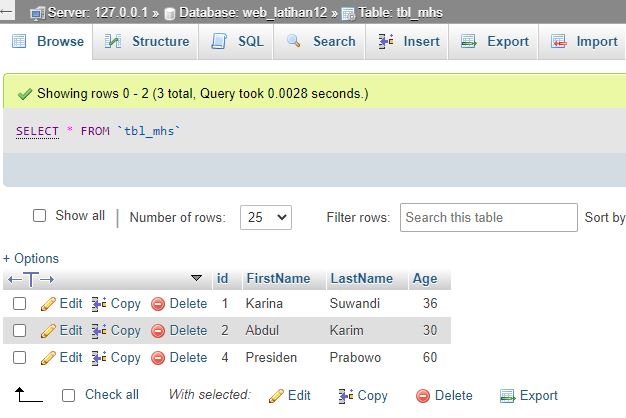 Server: 127.0.0.1 » Database: web_latihan12 » Table: tbl_mhs
Browse Structure SQL Search Insert Export Import
Showing rows 0 - 2 (3 total, Query took 0.0028 seconds.)
SELECT * FROM `tbl_mhs`
Show all | Number of rows: 25 Filter rows: Search this table Sort by
+ Options
←T→ id FirstName LastName Age
Edit Copy Delete 1 Karina Suwandi 36
Edit Copy Delete 2 Abdul Karim 30
Edit Copy Delete 4 Presiden Prabowo 60
Check all With selected: Edit Copy Delete Export